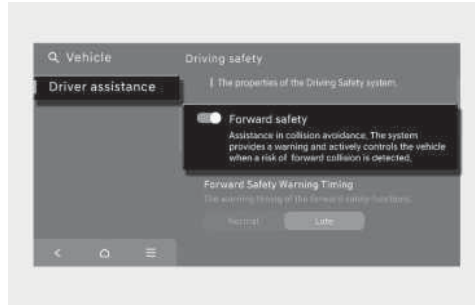 Vehicle
Driving safety
Driver assistance
The properties of the Driving Safety system.
Forward safety
Assistance in collision avoidance. The system
provides a warning and actively controls the vehicle
when a risk of forward collision is detected.
Forward Safety Warning Timing
The warning timing of the forward safety functions.
Normal
Late